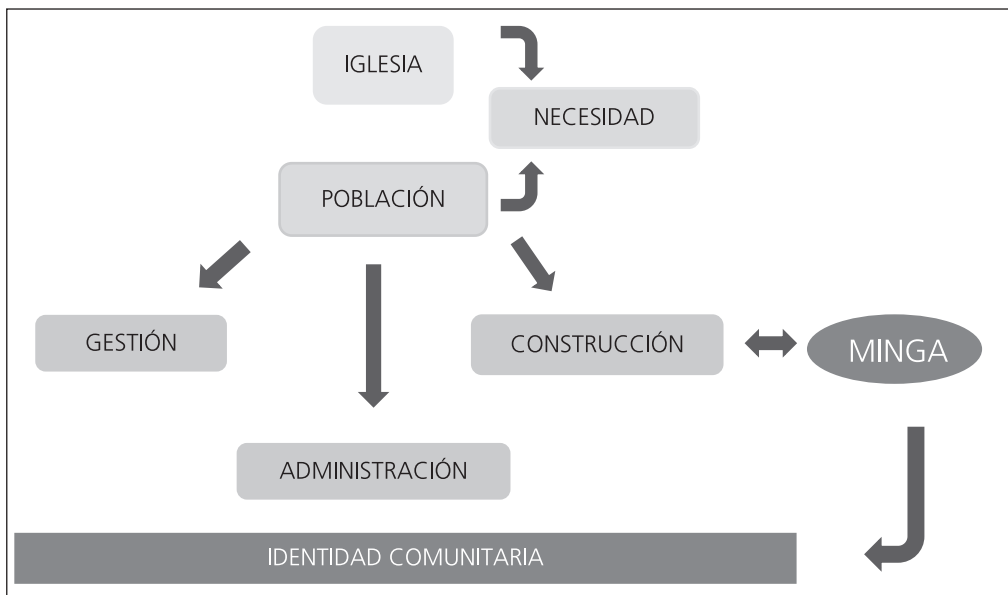 IGLESIA
NECESIDAD
POBLACIÓN
GESTIÓN
CONSTRUCCIÓN
MINGA
ADMINISTRACIÓN
IDENTIDAD COMUNITARIA